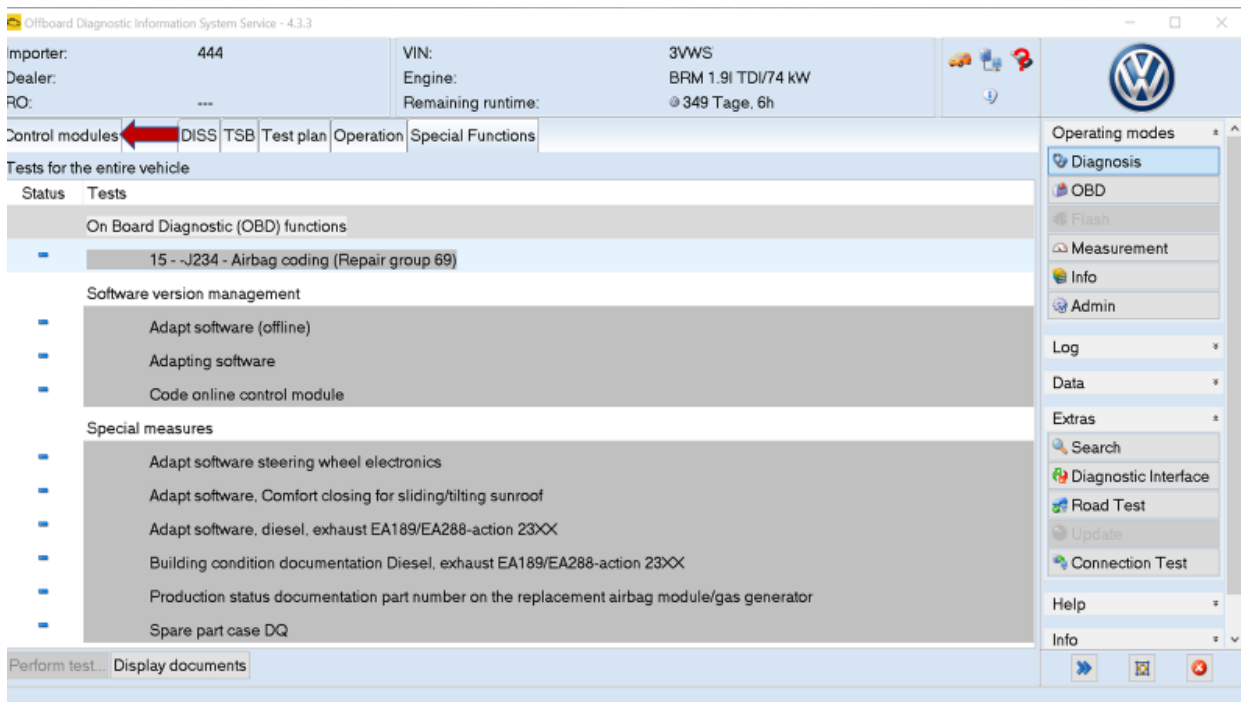 Offboard Diagnostic Information System Service - 4.3.3
Importer: 444 VIN: 3VWS
Dealer: Engine: BRM 1.9l TDI/74 kW
RO: --- Remaining runtime: 349 Tage, 6h
Control modules DISS TSB Test plan Operation Special Functions
Tests for the entire vehicle
Status Tests
On Board Diagnostic (OBD) functions
15 - -J234 - Airbag coding (Repair group 69)
Software version management
Adapt software (offline)
Adapting software
Code online control module
Special measures
Adapt software steering wheel electronics
Adapt software, Comfort closing for sliding/tilting sunroof
Adapt software, diesel, exhaust EA189/EA288-action 23XX
Building condition documentation Diesel, exhaust EA189/EA288-action 23XX
Production status documentation part number on the replacement airbag module/gas generator
Spare part case DQ
Perform test... Display documents
Operating modes
Diagnosis
OBD
Flash
Measurement
Info
Admin
Log
Data
Extras
Search
Diagnostic Interface
Road Test
Update
Connection Test
Help
Info